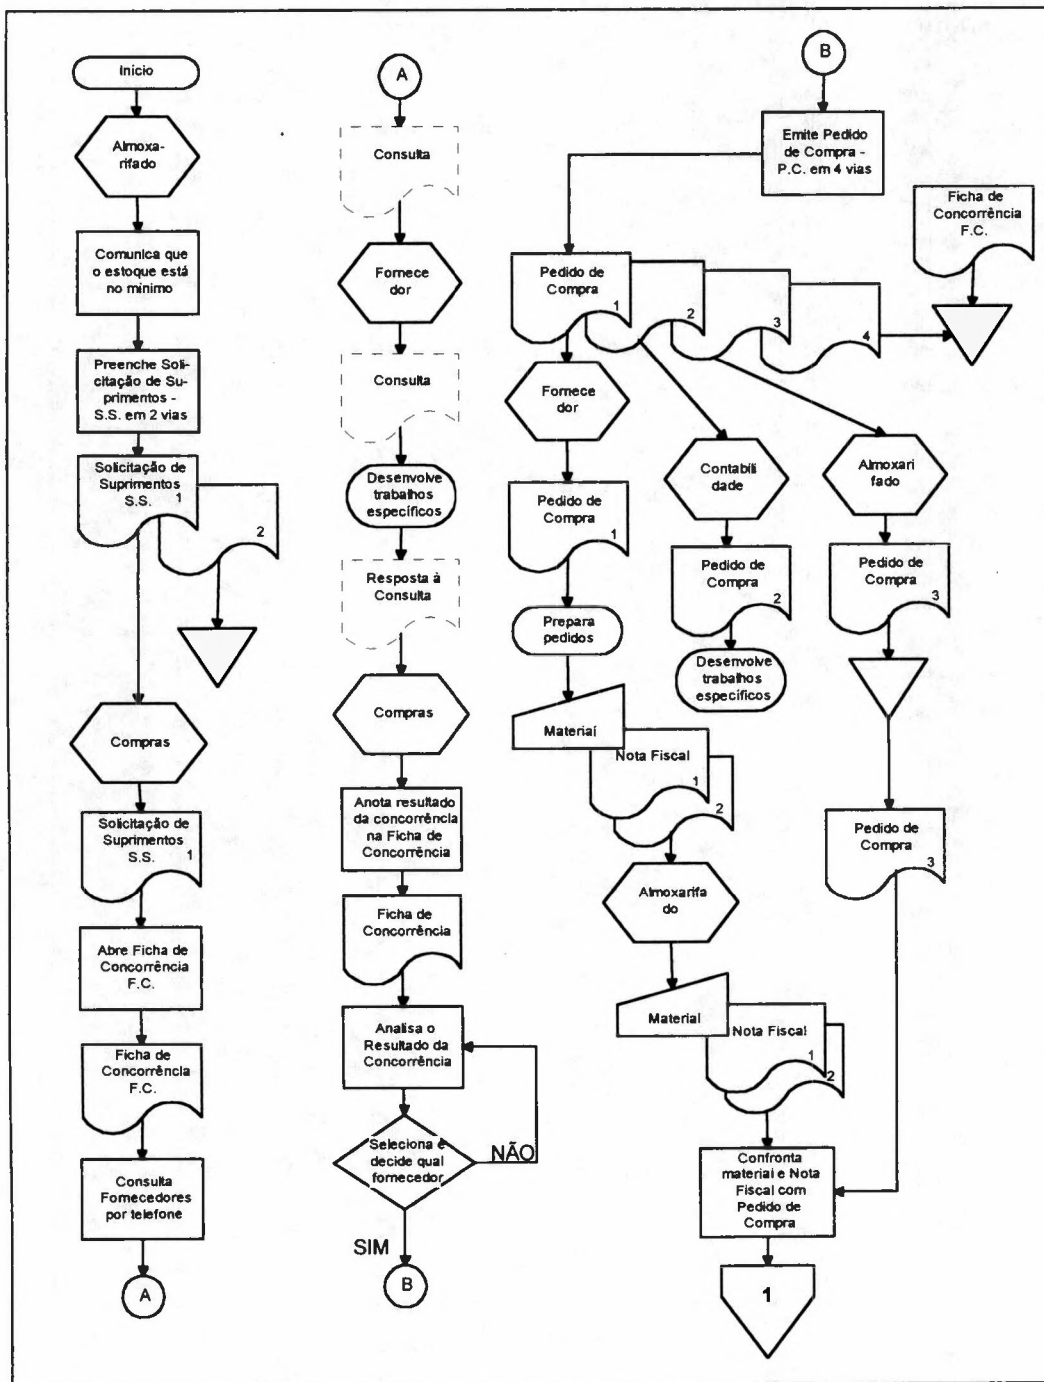 Início
Almoxa-
rifado
Comunica que
o estoque está
no mínimo
Preenche Soli-
citação de Su-
primentos -
S.S. em 2 vias
Solicitação de
Suprimentos
S.S.
1
2
Compras
Solicitação de
Suprimentos
S.S.
1
Abre Ficha de
Concorrência
F.C.
Ficha de
Concorrência
F.C.
Consulta
Fornecedores
por telefone
A
A
Consulta
Fornece
dor
Consulta
Desenvolve
trabalhos
específicos
Resposta à
Consulta
Compras
Anota resultado
da concorrência
na Ficha de
Concorrência
Ficha de
Concorrência
Analisa o
Resultado da
Concorrência
Seleciona e
decide qual
fornecedor
NÃO
SIM
B
B
Emite Pedido
de Compra -
P.C. em 4 vias
Ficha de
Concorrência
F.C.
Pedido de
Compra
1
2
3
4
Fornece
dor
Pedido de
Compra
1
Prepara
pedidos
Contabili
dade
Pedido de
Compra
2
Desenvolve
trabalhos
específicos
Almoxari
fado
Pedido de
Compra
3
Material
Nota Fiscal
1
2
Pedido de
Compra
3
Almoxarifa
do
Material
Nota Fiscal
1
2
Confronta
material e Nota
Fiscal com
Pedido de
Compra
1